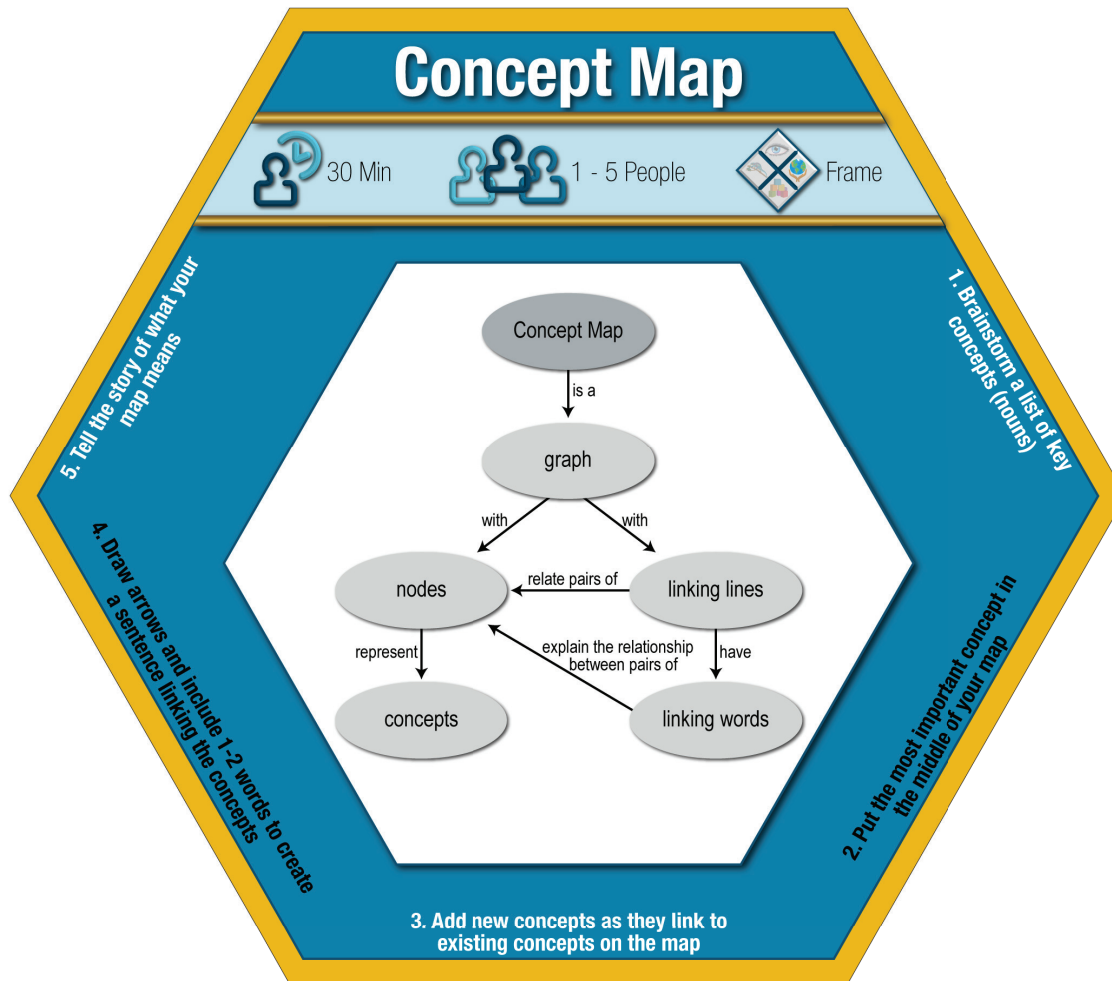 Concept Map
30 Min
1 - 5 People
Frame
1. Brainstorm a list of key
concepts (nouns)
2. Put the most important concept in
the middle of your map
3. Add new concepts as they link to
existing concepts on the map
4. Draw arrows and include 1-2 words to create
a sentence linking the concepts
5. Tell the story of what your
map means
Concept Map
is a
graph
with
with
nodes
relate pairs of
linking lines
represent
explain the relationship
between pairs of
have
concepts
linking words